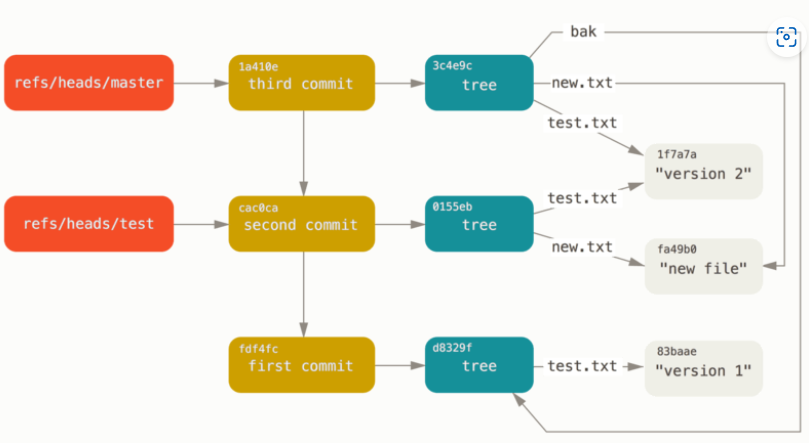 bak
1a410e
3c4e9c
refs/heads/master
third commit
tree
new.txt
test.txt
1f7a7a
"version 2"
cac0ca
0155eb
test.txt
refs/heads/test
second commit
tree
new.txt
fa49b0
"new file"
fdf4fc
d8329f
83baae
first commit
tree
test.txt
"version 1"